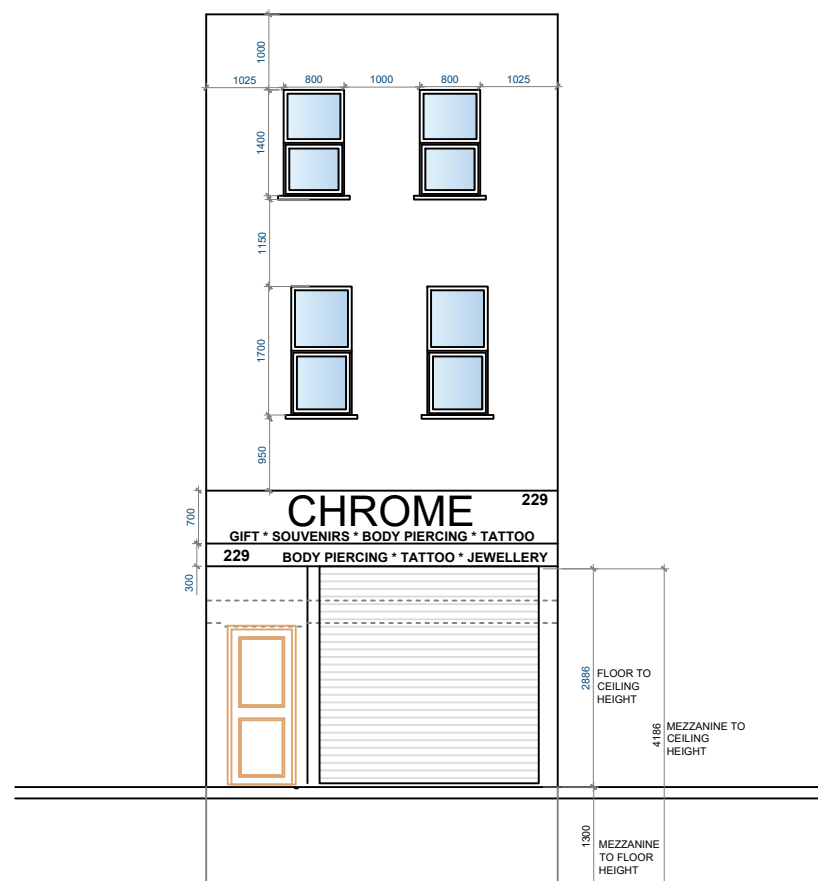 1000
1025 800 1000 800 1025
1400
1150
1700
950
700
CHROME 229
GIFT * SOUVENIRS * BODY PIERCING * TATTOO
229 BODY PIERCING * TATTOO * JEWELLERY
300
2886
FLOOR TO
CEILING
HEIGHT
4186
MEZZANINE TO
CEILING
HEIGHT
1300
MEZZANINE
TO FLOOR
HEIGHT